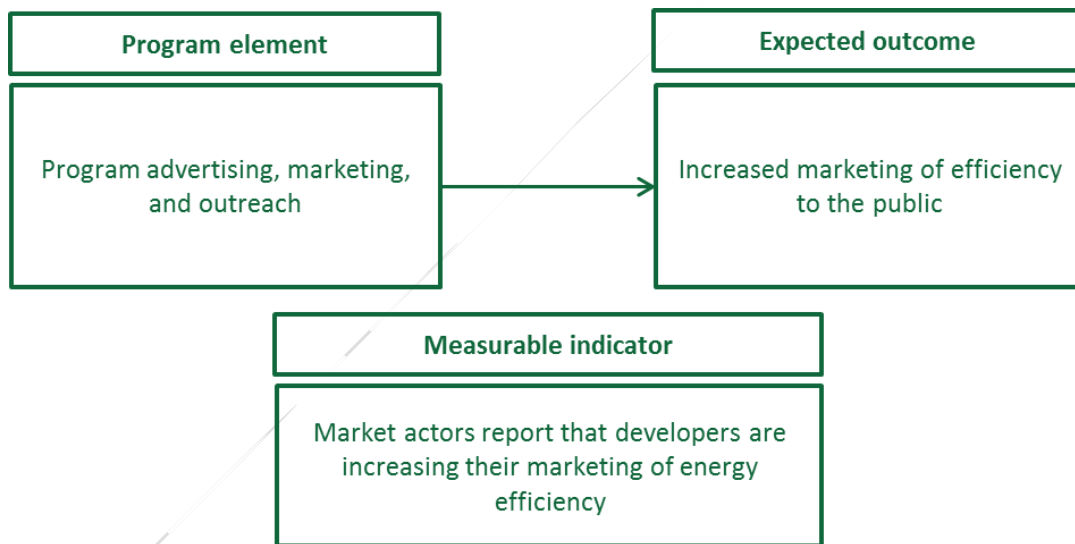 Program element
Expected outcome
Program advertising, marketing,
and outreach
Increased marketing of efficiency
to the public
Measurable indicator
Market actors report that developers are
increasing their marketing of energy
efficiency